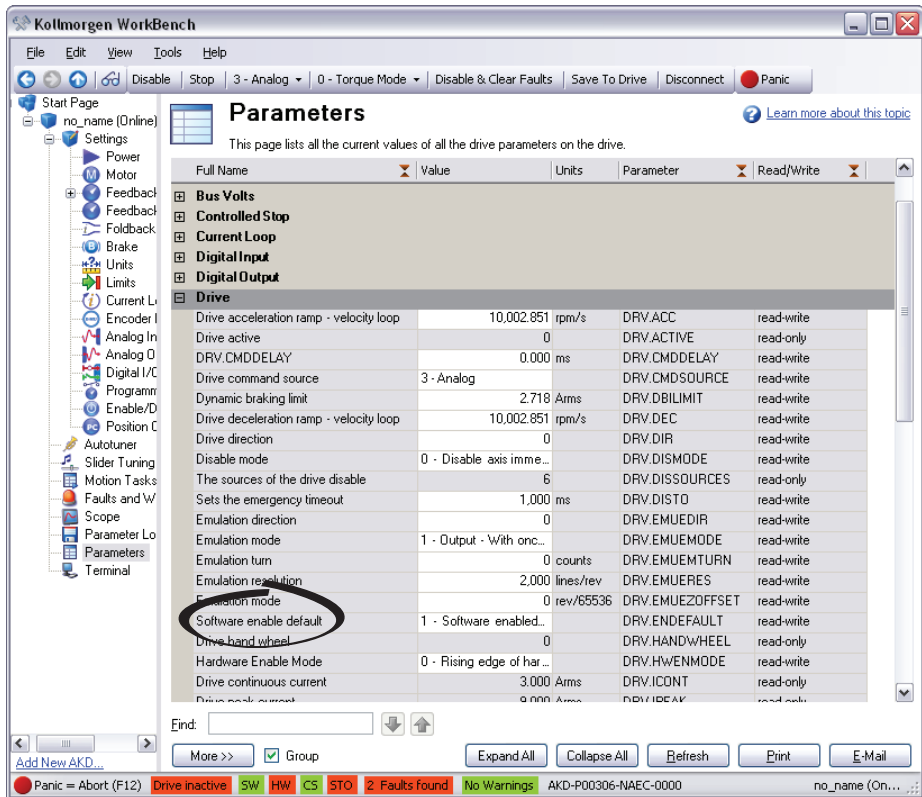 Kollmorgen WorkBench
File Edit View Tools Help
Disable Stop 3 - Analog 0 - Torque Mode Disable & Clear Faults Save To Drive Disconnect Panic
Start Page
no_name (Online)
Settings
Power
Motor
Feedback
Feedback
Foldback
Brake
Units
Limits
Current L
Encoder
Analog In
Analog O
Digital I/O
Programm
Enable/D
Position
Autotuner
Slider Tuning
Motion Tasks
Faults and W
Scope
Parameter Lo
Parameters
Terminal
Add New AKD...
Parameters
Learn more about this topic
This page lists all the current values of all the drive parameters on the drive.
Full Name Value Units Parameter Read/Write
Bus Volts
Controlled Stop
Current Loop
Digital Input
Digital Output
Drive
Drive acceleration ramp - velocity loop 10,002.851 rpm/s DRV.ACC read-write
Drive active 0 DRV.ACTIVE read-only
DRV.CMDDELAY 0.000 ms DRV.CMDDELAY read-write
Drive command source 3 - Analog DRV.CMDSOURCE read-write
Dynamic braking limit 2.718 Arms DRV.DBILIMIT read-write
Drive deceleration ramp - velocity loop 10,002.851 rpm/s DRV.DEC read-write
Drive direction 0 DRV.DIR read-write
Disable mode 0 - Disable axis imme... DRV.DISMODE read-write
The sources of the drive disable 6 DRV.DISSOURCES read-only
Sets the emergency timeout 1,000 ms DRV.DISTO read-write
Emulation direction 0 DRV.EMUEDIR read-write
Emulation mode 1 - Output - With onc... DRV.EMUEMODE read-write
Emulation turn 0 counts DRV.EMUEMTURN read-write
Emulation resolution 2,000 lines/rev DRV.EMUERES read-write
Emulation mode 0 rev/65536 DRV.EMUEZOFFSET read-write
Software enable default 1 - Software enabled... DRV.ENDEFAULT read-write
Drive hand wheel 0 DRV.HANDWHEEL read-only
Hardware Enable Mode 0 - Rising edge of har... DRV.HWENMODE read-write
Drive continuous current 3.000 Arms DRV.ICONT read-only
Drive peak current 9.000 Arms DRV.IPEAK read-only
Find:
More >> Group Expand All Collapse All Refresh Print E-Mail
Panic = Abort (F12) Drive inactive SW HW CS STO 2 Faults found No Warnings AKD-P00306-NAEC-0000 no_name (On...